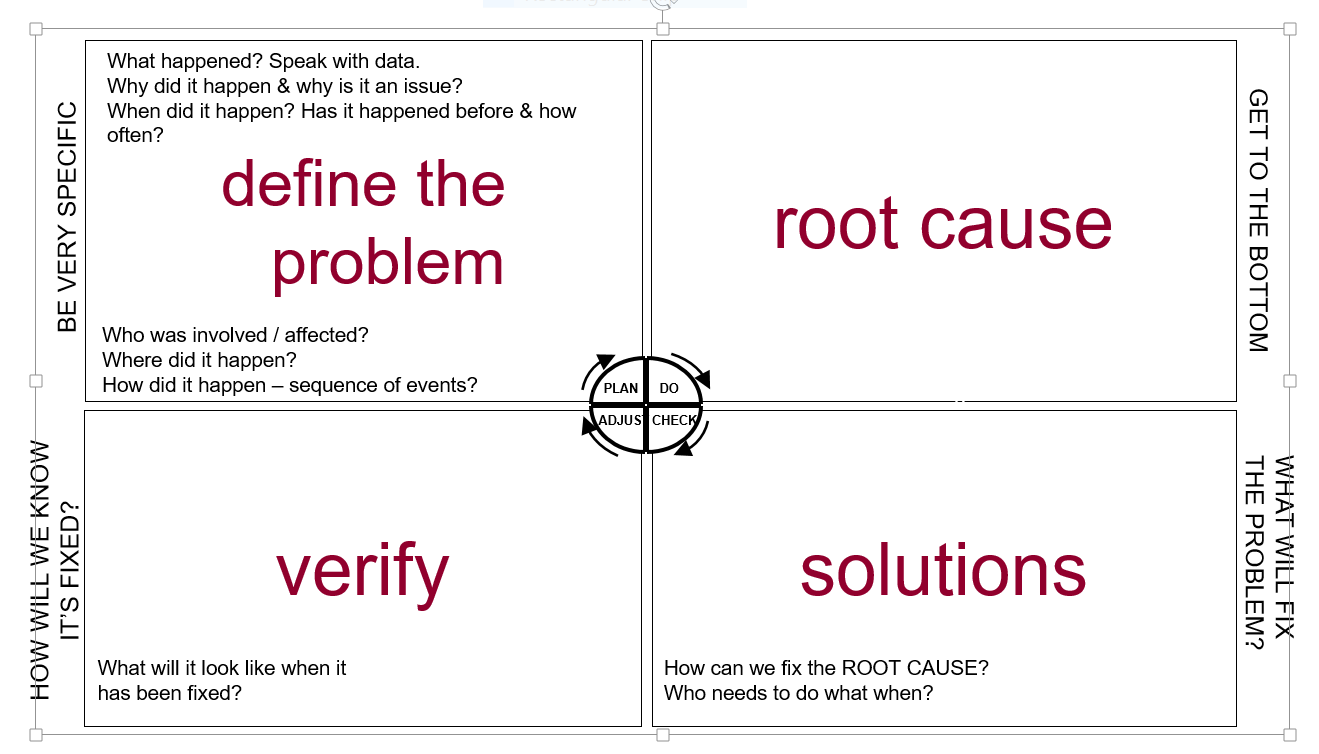 BE VERY SPECIFIC
What happened? Speak with data.
Why did it happen & why is it an issue?
When did it happen? Has it happened before & how
often?
define the
problem
Who was involved / affected?
Where did it happen?
How did it happen – sequence of events?
root cause
GET TO THE BOTTOM
PLAN
DO
ADJUST
CHECK
HOW WILL WE KNOW
IT'S FIXED?
verify
What will it look like when it
has been fixed?
solutions
How can we fix the ROOT CAUSE?
Who needs to do what when?
WHAT WILL FIX
THE PROBLEM?